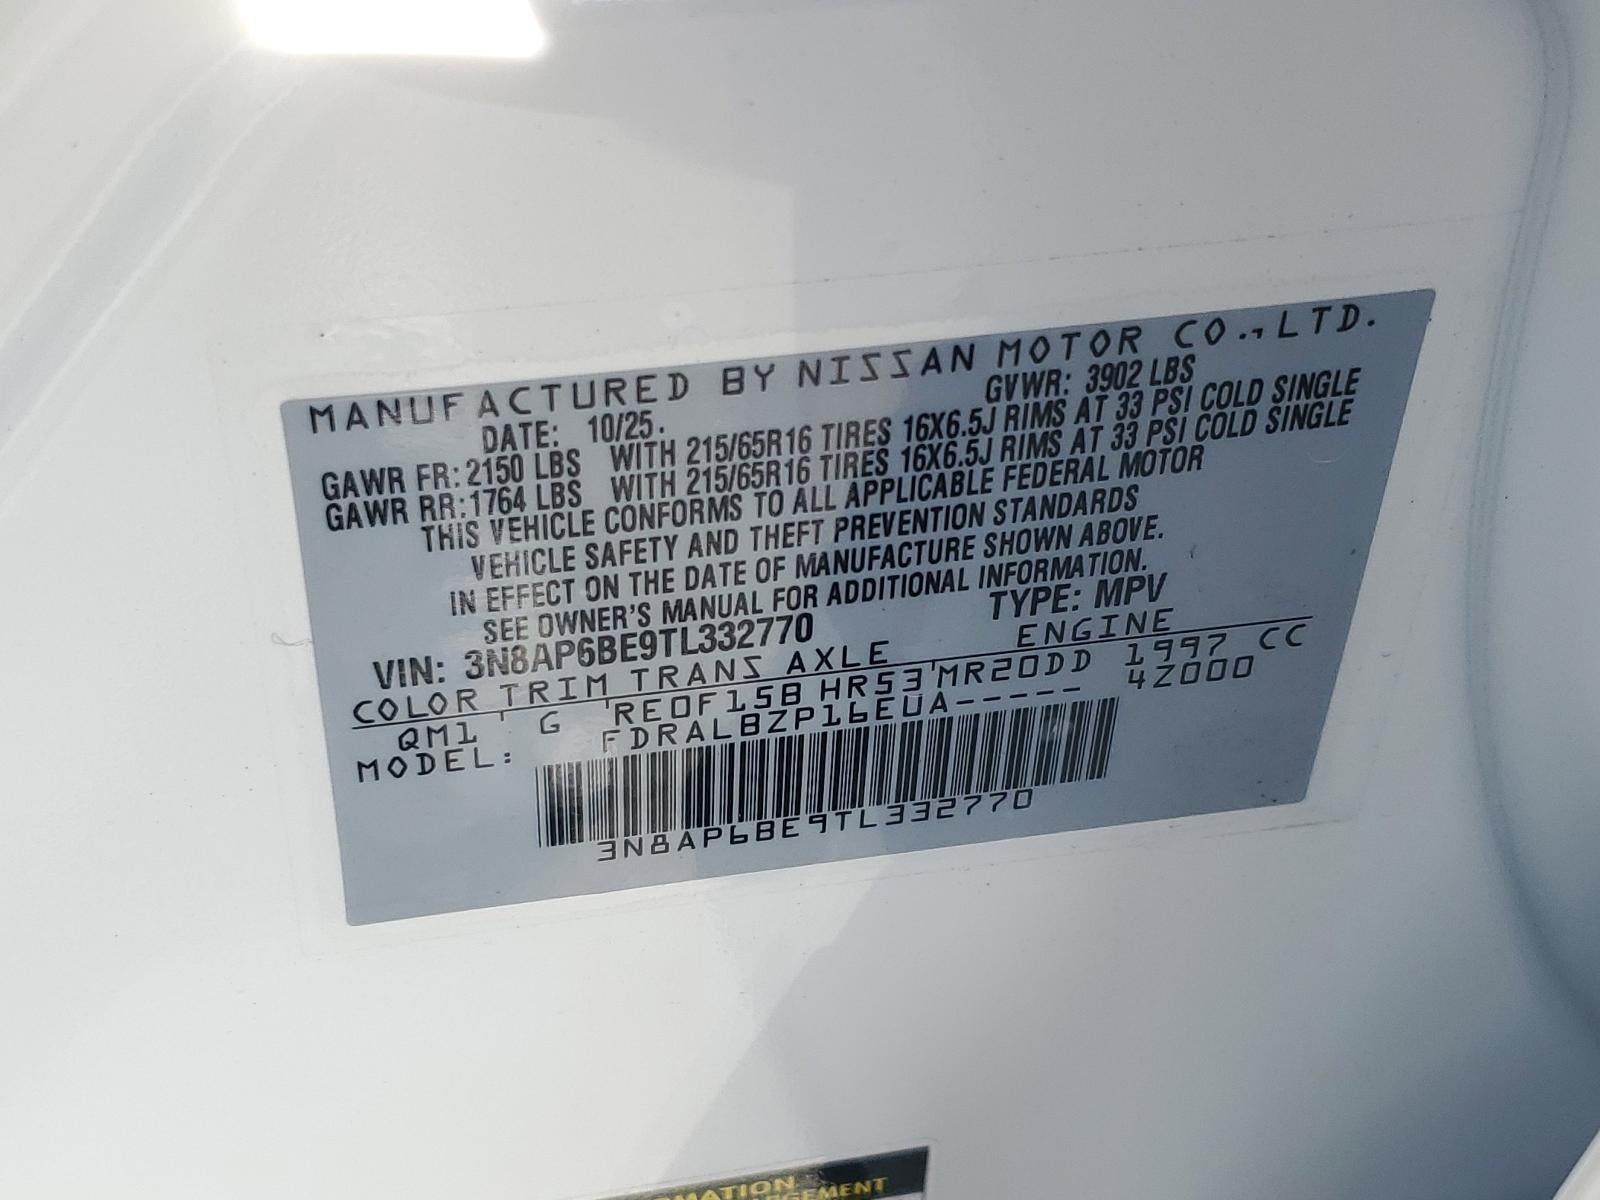 MANUFACTURED BY NISSAN MOTOR CO., LTD.
DATE: 10/25. GVWR: 3902 LBS
GAWR FR: 2150 LBS WITH 215/65R16 TIRES 16X6.5J RIMS AT 33 PSI COLD SINGLE
GAWR RR: 1764 LBS WITH 215/65R16 TIRES 16X6.5J RIMS AT 33 PSI COLD SINGLE
THIS VEHICLE CONFORMS TO ALL APPLICABLE FEDERAL MOTOR
VEHICLE SAFETY AND THEFT PREVENTION STANDARDS
IN EFFECT ON THE DATE OF MANUFACTURE SHOWN ABOVE.
SEE OWNER'S MANUAL FOR ADDITIONAL INFORMATION.
VIN: 3N8AP6BE9TL332770 TYPE: MPV
COLOR TRIM TRANS AXLE ENGINE
QM1 G RE0F15B HR53 MR20DD 1997 CC
MODEL: FDRALBZP16EUA----- 4Z000
3N8AP6BE9TL332770